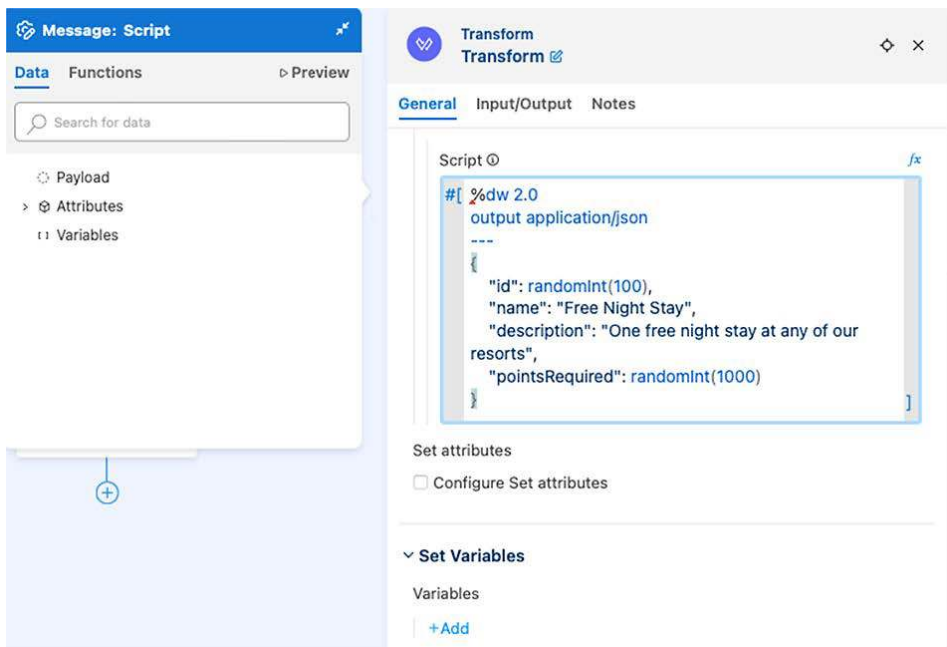 Message: Script
Data Functions Preview
Search for data
Payload
Attributes
Variables
Transform
Transform
General Input/Output Notes
Script fx
#[ %dw 2.0
output application/json
---
{
"id": randomInt(100),
"name": "Free Night Stay",
"description": "One free night stay at any of our
resorts",
"pointsRequired": randomInt(1000)
}
]
Set attributes
Configure Set attributes
Set Variables
Variables
+Add